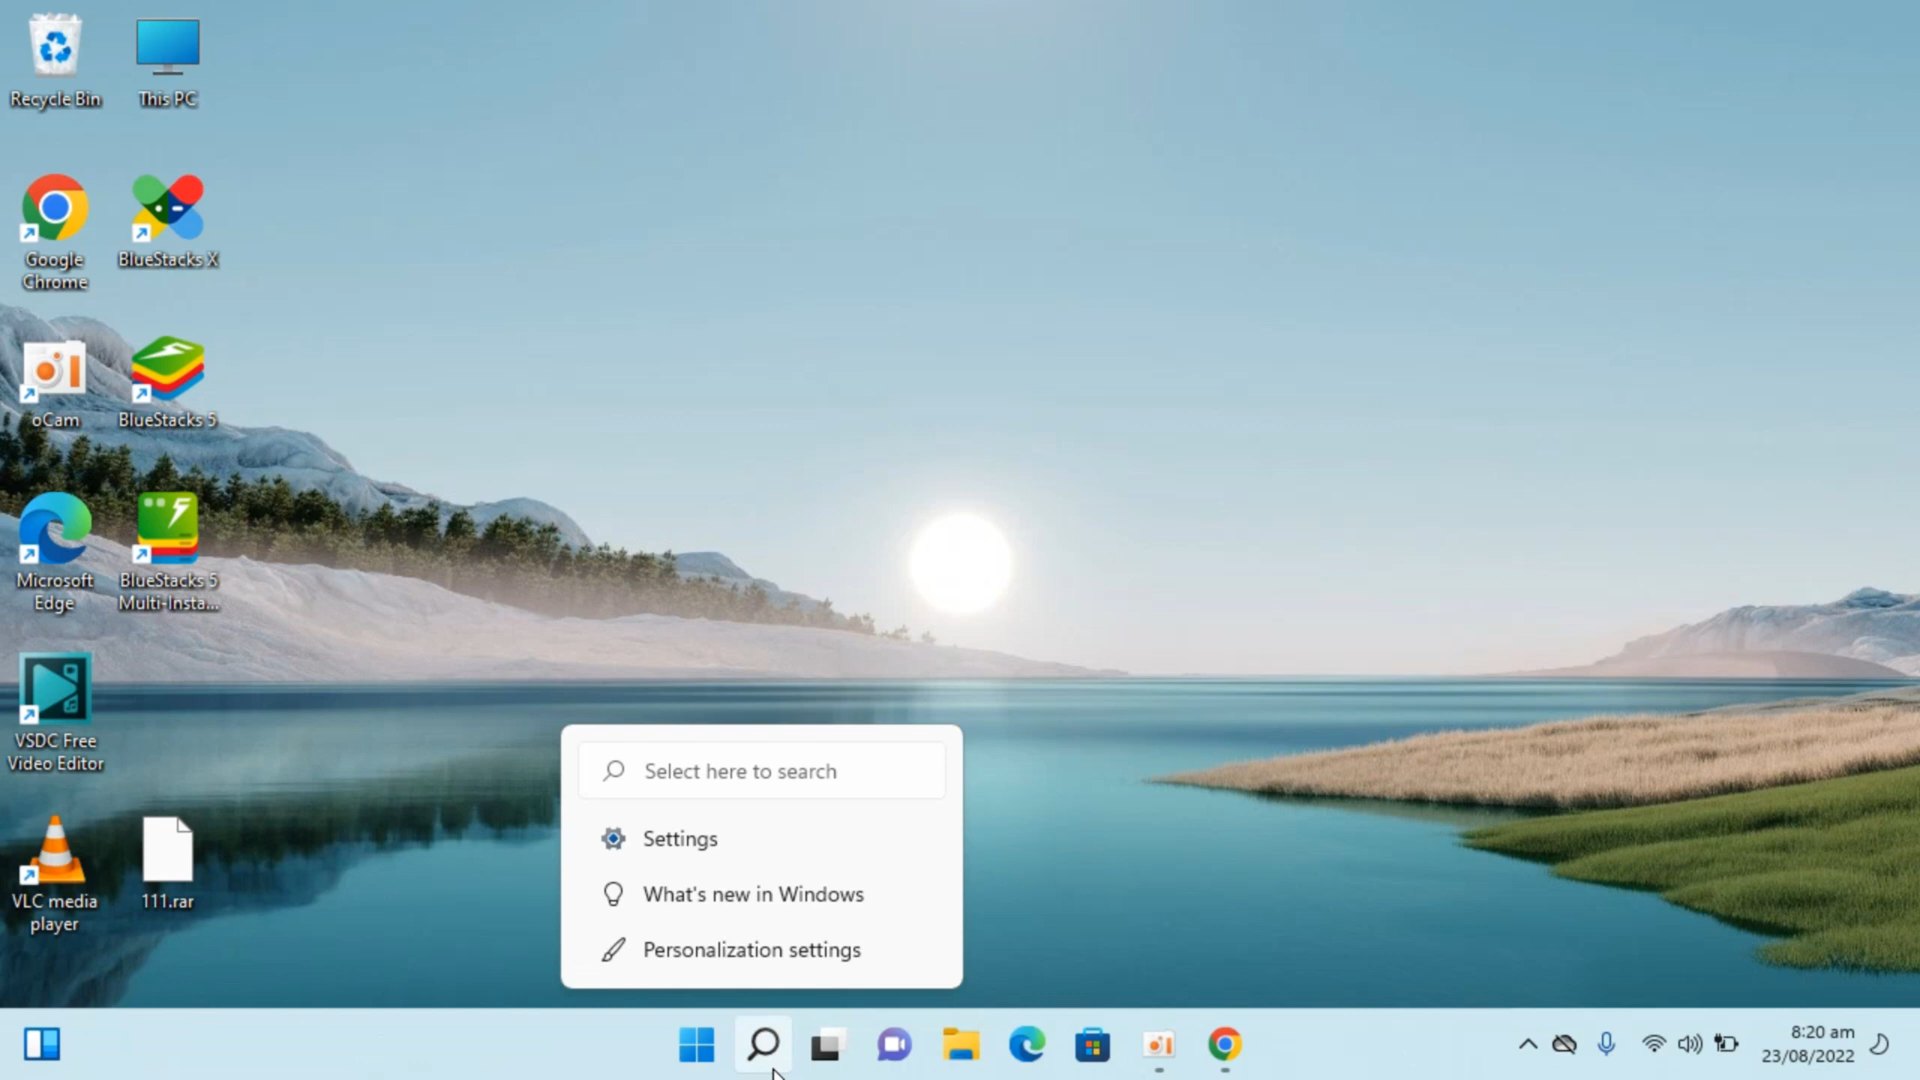 Recycle Bin
This PC
Google
Chrome
BlueStacks X
oCam
BlueStacks 5
Microsoft
Edge
BlueStacks 5
Multi-Insta...
VSDC Free
Video Editor
VLC media
player
111.rar
Select here to search
Settings
What's new in Windows
Personalization settings
8:20 am
23/08/2022